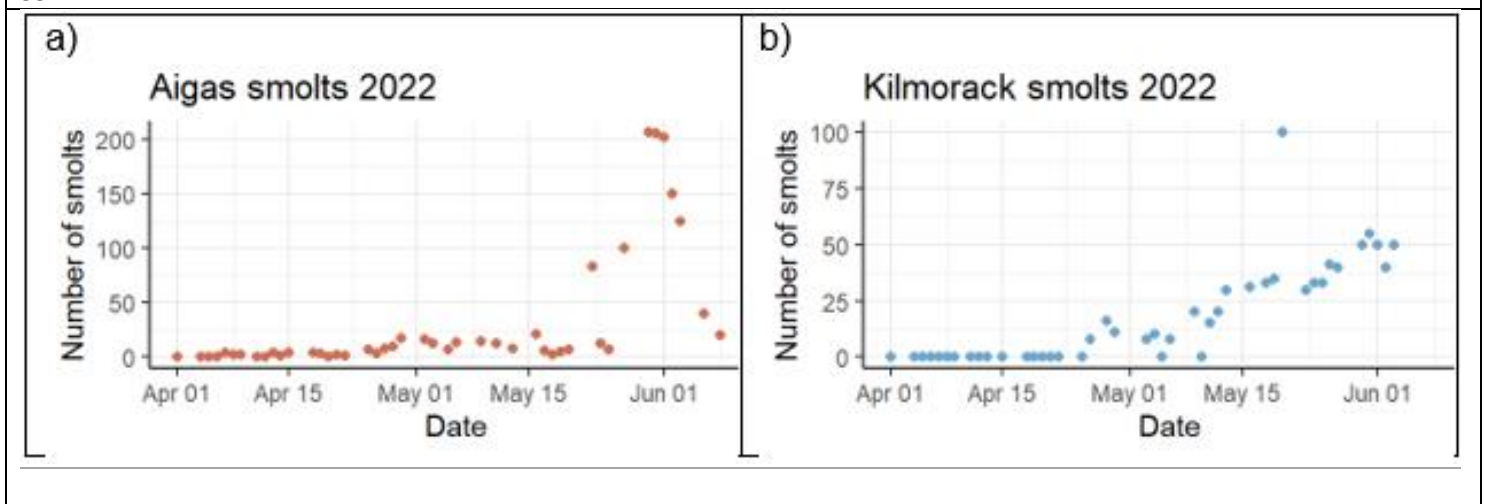 a)
Aigas smolts 2022
Number of smolts
200
150
100
50
0
Apr 01 Apr 15 May 01 May 15 Jun 01
Date
b)
Kilmorack smolts 2022
Number of smolts
100
75
50
25
0
Apr 01 Apr 15 May 01 May 15 Jun 01
Date